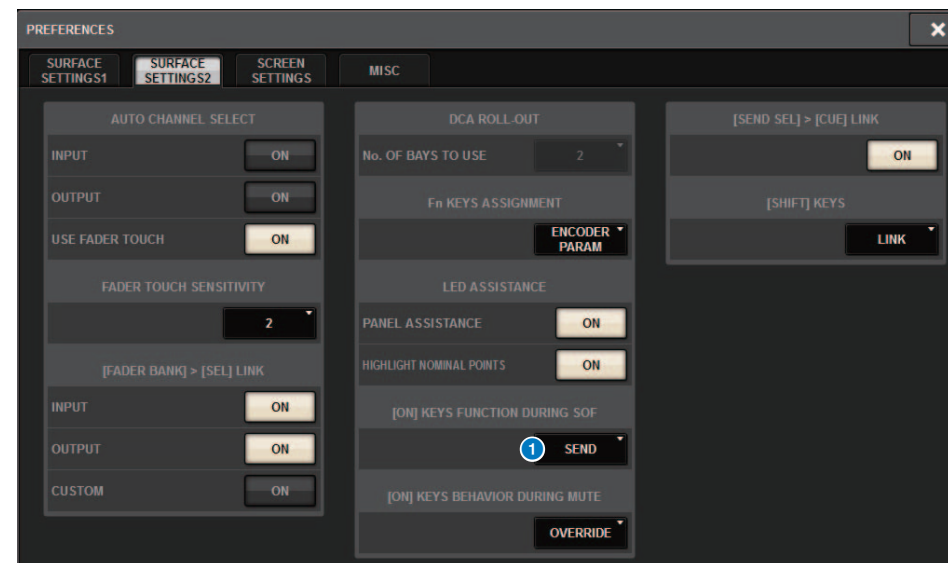 PREFERENCES
×
SURFACE SETTINGS1
SURFACE SETTINGS2
SCREEN SETTINGS
MISC
AUTO CHANNEL SELECT
INPUT ON
OUTPUT ON
USE FADER TOUCH ON
FADER TOUCH SENSITIVITY
2
[FADER BANK] > [SEL] LINK
INPUT ON
OUTPUT ON
CUSTOM ON
DCA ROLL-OUT
No. OF BAYS TO USE 2
Fn KEYS ASSIGNMENT
ENCODER
PARAM
LED ASSISTANCE
PANEL ASSISTANCE ON
HIGHLIGHT NOMINAL POINTS ON
[ON] KEYS FUNCTION DURING SOF
1 SEND
[ON] KEYS BEHAVIOR DURING MUTE
OVERRIDE
[SEND SEL] > [CUE] LINK
ON
[SHIFT] KEYS
LINK